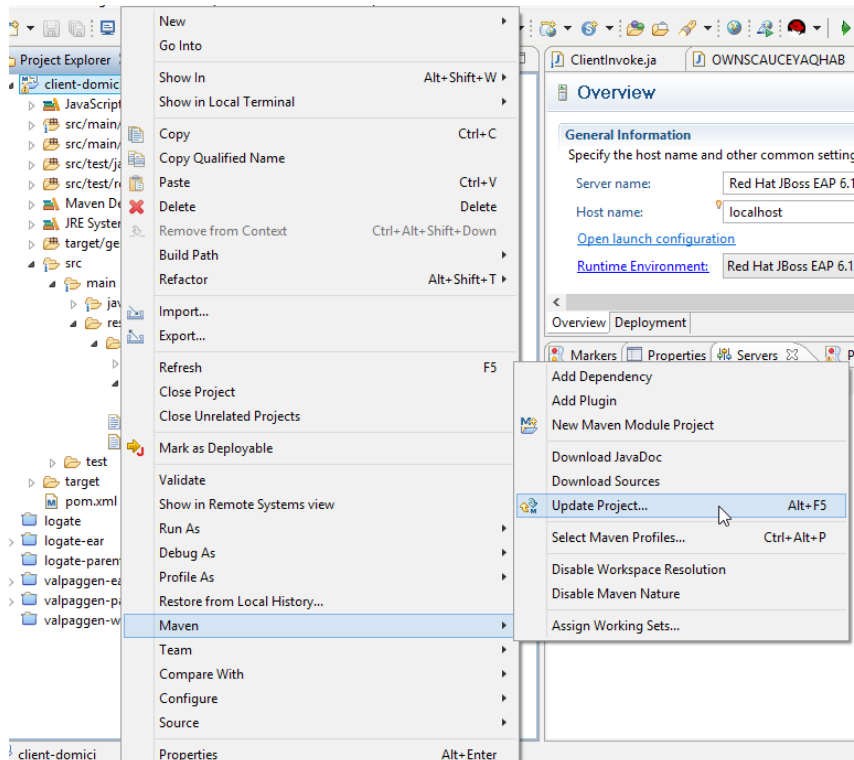 Project Explorer
client-domic
JavaScript
src/main/
src/main/
src/test/ja
src/test/re
Maven De
JRE System
target/ge
src
main
jav
res
test
target
pom.xml
logate
logate-ear
logate-paren
valpaggen-ea
valpaggen-pa
valpaggen-w
client-domici
New
Go Into
Show In Alt+Shift+W
Show in Local Terminal
Copy Ctrl+C
Copy Qualified Name
Paste Ctrl+V
Delete Delete
Remove from Context Ctrl+Alt+Shift+Down
Build Path
Refactor Alt+Shift+T
Import...
Export...
Refresh F5
Close Project
Close Unrelated Projects
Mark as Deployable
Validate
Show in Remote Systems view
Run As
Debug As
Profile As
Restore from Local History...
Maven
Team
Compare With
Configure
Source
Properties Alt+Enter
ClientInvoke.ja OWNSCAUCEYAQHAB
Overview
General Information
Specify the host name and other common setting
Server name: Red Hat JBoss EAP 6.1
Host name: localhost
Open launch configuration
Runtime Environment: Red Hat JBoss EAP 6.1
Overview Deployment
Markers Properties Servers P
Add Dependency
Add Plugin
New Maven Module Project
Download JavaDoc
Download Sources
Update Project... Alt+F5
Select Maven Profiles... Ctrl+Alt+P
Disable Workspace Resolution
Disable Maven Nature
Assign Working Sets...